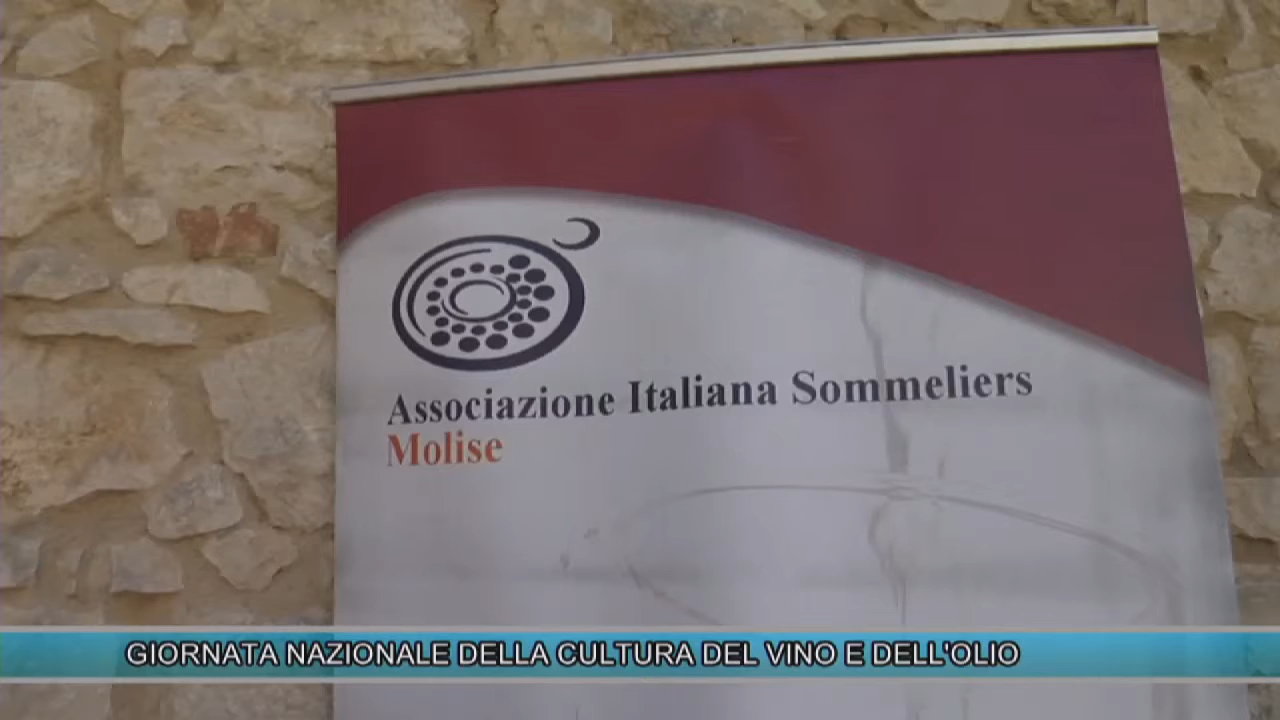 Associazione Italiana Sommeliers
Molise
GIORNATA NAZIONALE DELLA CULTURA DEL VINO E DELL'OLIO